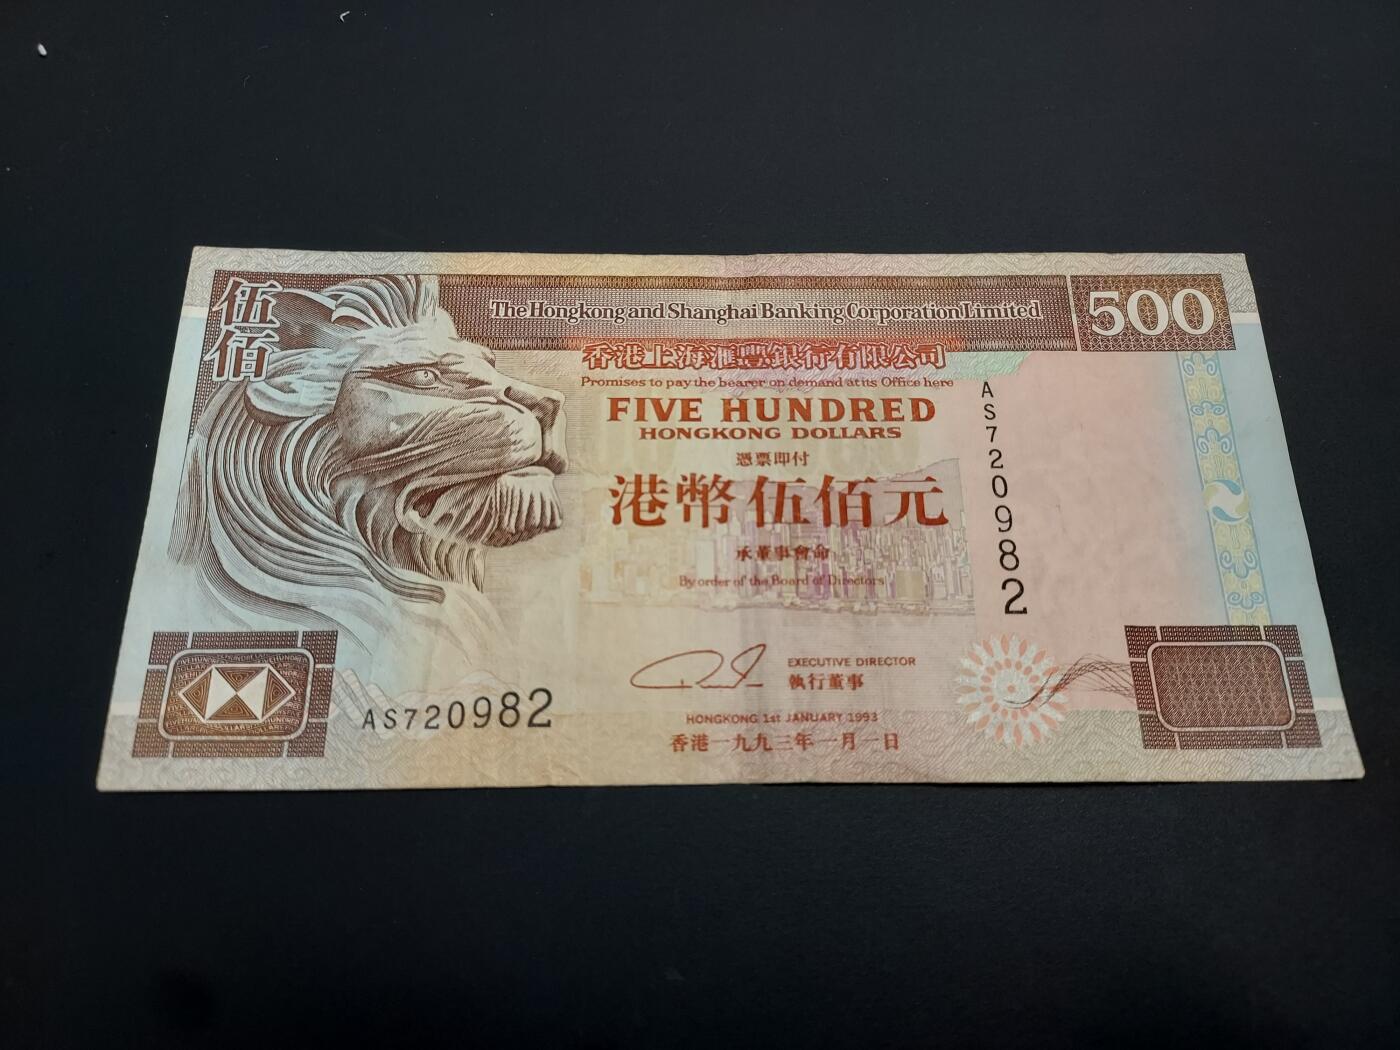 伍佰
The Hongkong and Shanghai Banking Corporation Limited
500
香港上海滙豐銀行有限公司
Promises to pay the bearer on demand at its Office here
FIVE HUNDRED
HONGKONG DOLLARS
憑票即付
港幣伍佰元
承董事會命
By order of the Board of Directors
AS720982
EXECUTIVE DIRECTOR
執行董事
AS720982
HONGKONG 1st JANUARY 1993
香港一九九三年一月一日